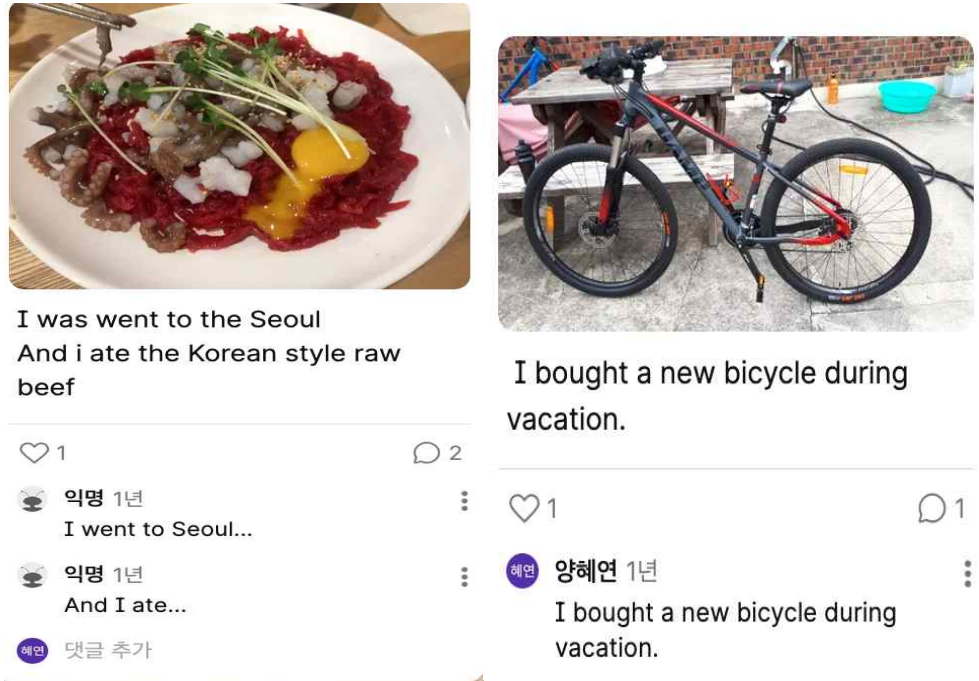 I was went to the Seoul
And i ate the Korean style raw
beef
1
2
익명 1년
I went to Seoul...
익명 1년
And I ate...
혜연 댓글 추가
I bought a new bicycle during
vacation.
1
1
혜연 양혜연 1년
I bought a new bicycle during
vacation.